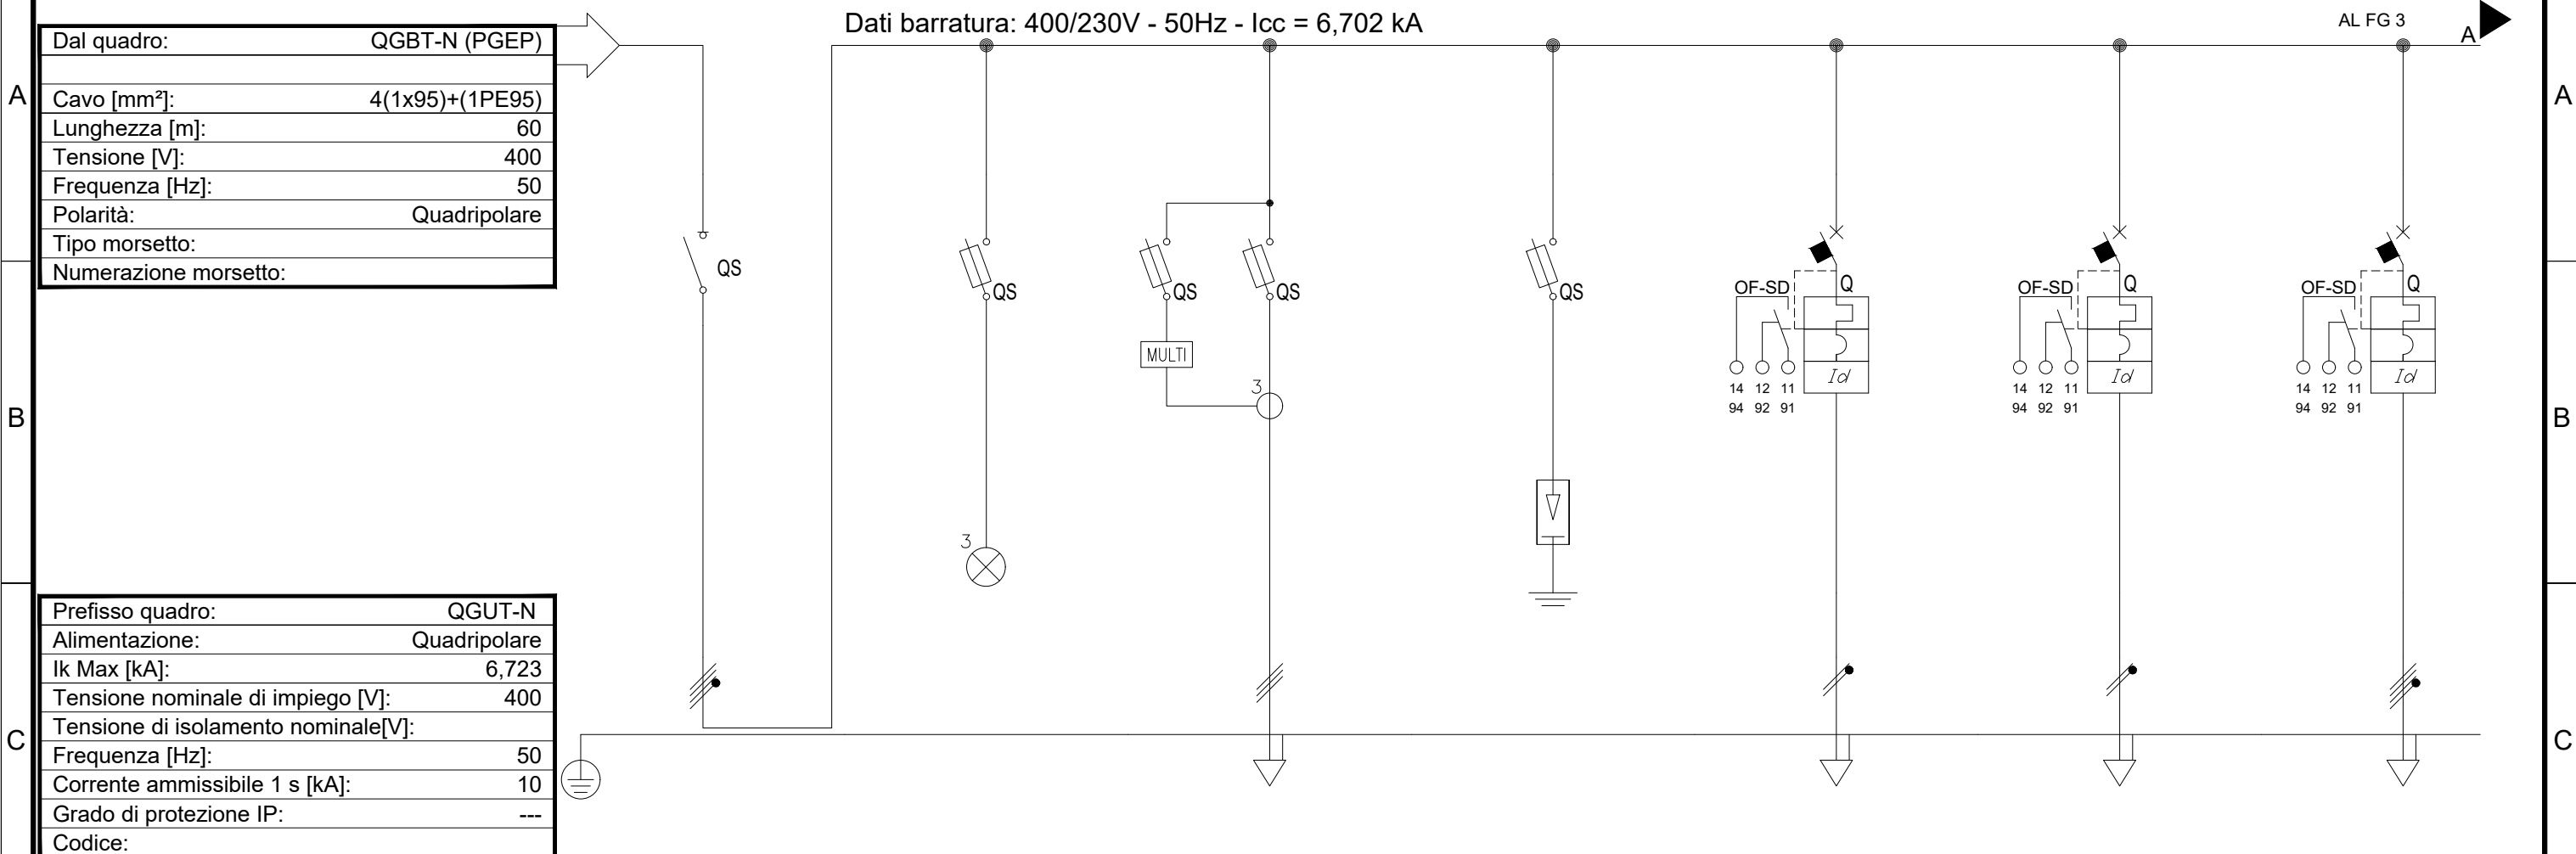 Dati barratura: 400/230V - 50Hz - Icc = 6,702 kA
AL FG 3
A
Dal quadro: QGBT-N (PGEP)
Cavo [mm²]: 4(1x95)+(1PE95)
Lunghezza [m]: 60
Tensione [V]: 400
Frequenza [Hz]: 50
Polarità: Quadripolare
Tipo morsetto:
Numerazione morsetto:
A
A
QS
QS
QS
QS
QS
MULTI
3
3
OF-SD Q
Id
14 12 11
94 92 91
OF-SD Q
Id
14 12 11
94 92 91
OF-SD Q
Id
14 12 11
94 92 91
B
B
Prefisso quadro: QGUT-N
Alimentazione: Quadripolare
Ik Max [kA]: 6,723
Tensione nominale di impiego [V]: 400
Tensione di isolamento nominale[V]:
Frequenza [Hz]: 50
Corrente ammissibile 1 s [kA]: 10
Grado di protezione IP: ---
Codice:
C
C